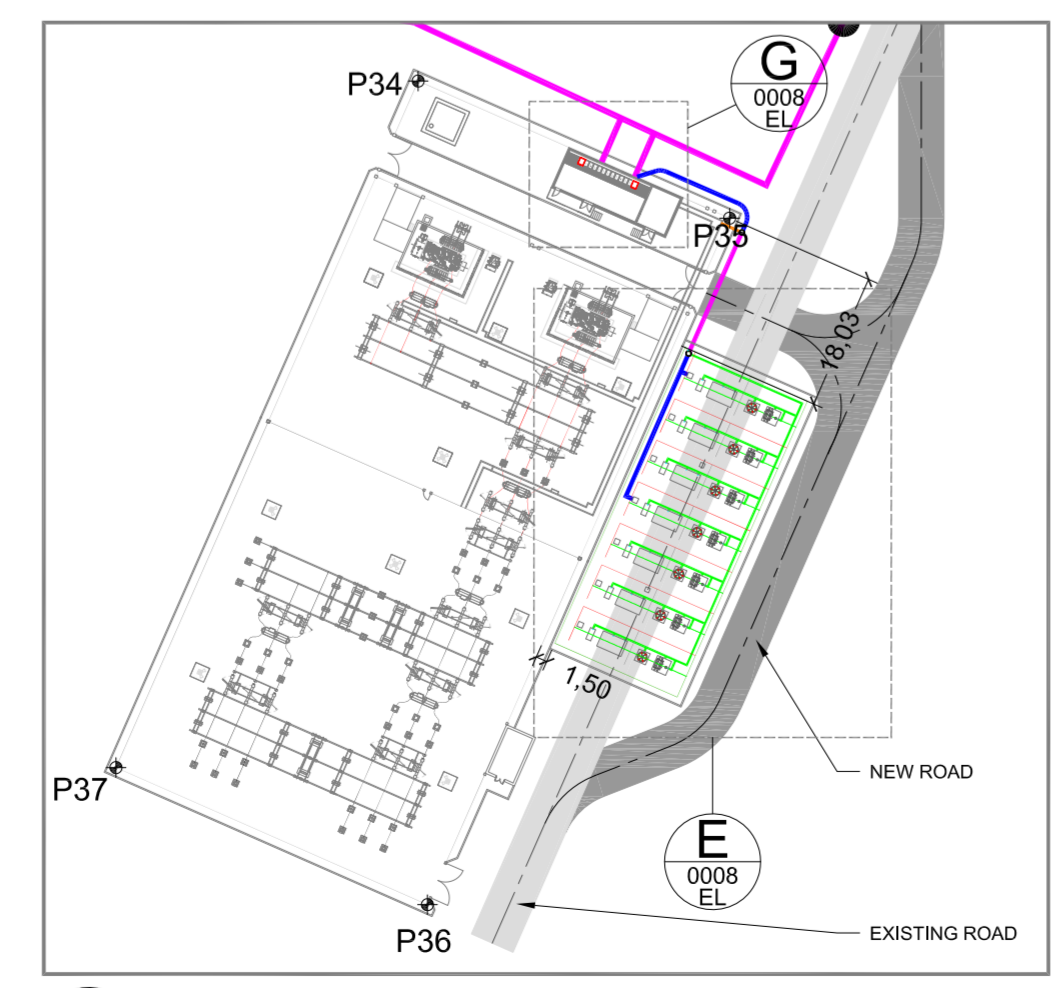 G
0008
EL
P34
P35
18,03
1,50
NEW ROAD
P37
E
0008
EL
P36
EXISTING ROAD